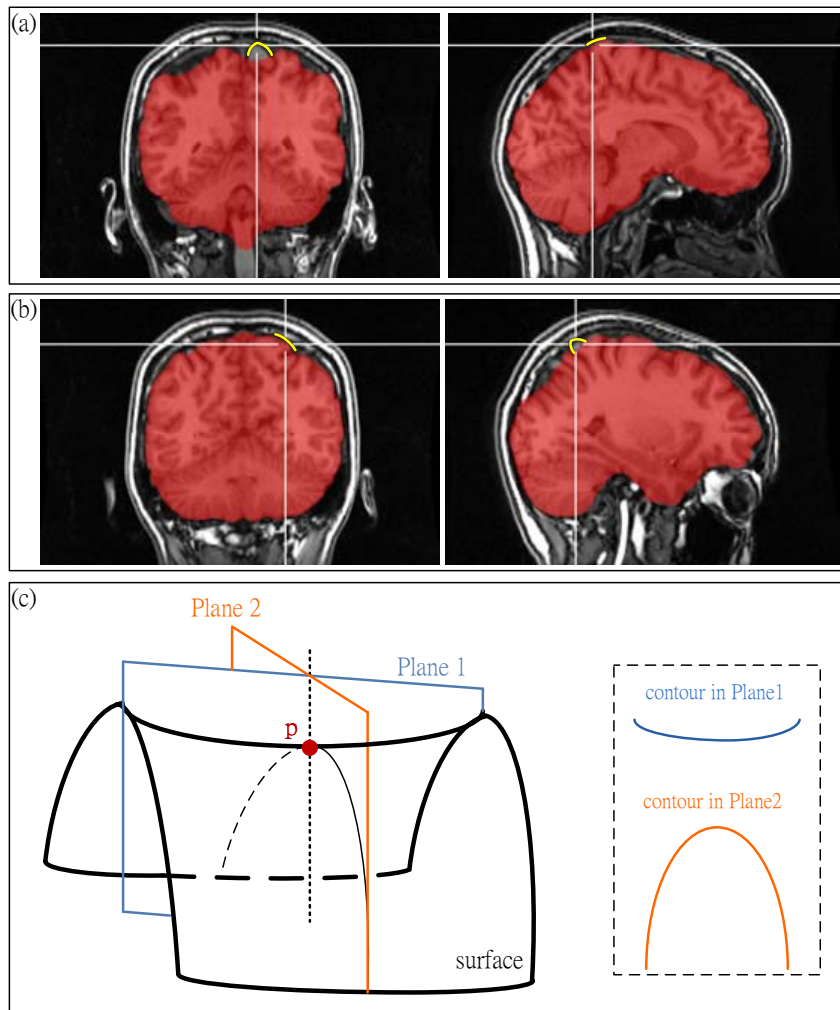 (a)
(b)
(c)
Plane 2
Plane 1
p
surface
contour in Plane1
contour in Plane2